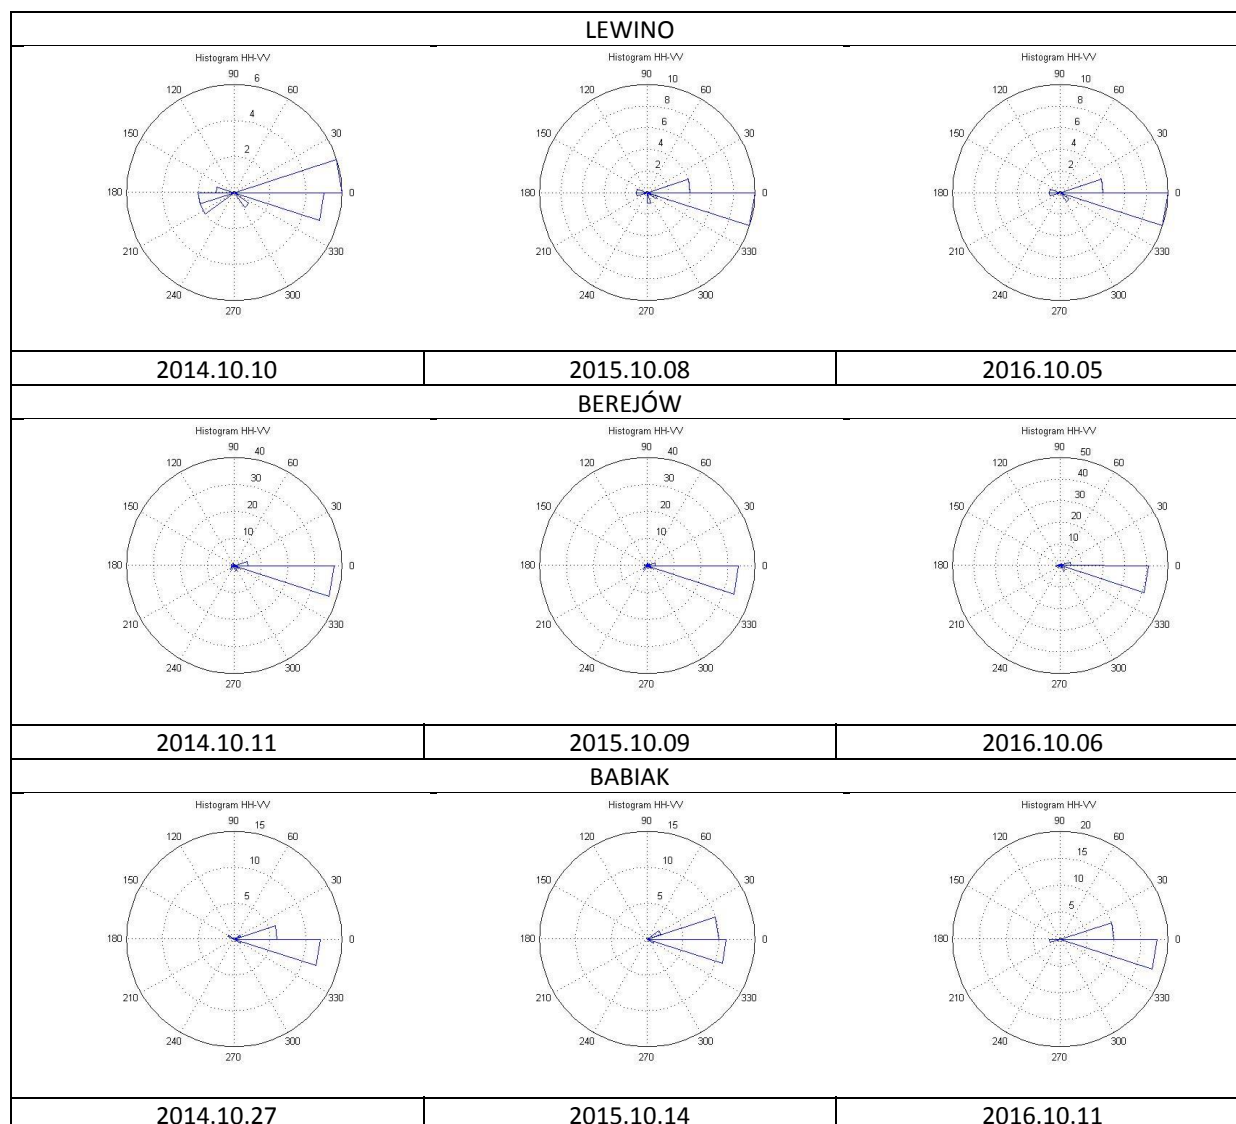 LEWINO
Histogram HH-VV Histogram HH-VV Histogram HH-VV
90 6 90 10 90 10
120 60 120 60 120 60
8 8
4 6 6
150 30 150 30 150 30
2 4 4
2 2
180 0 180 0 180 0
210 330 210 330 210 330
240 300 240 300 240 300
270 270 270
2014.10.10 2015.10.08 2016.10.05
BEREJÓW
Histogram HH-VV Histogram HH-VV Histogram HH-VV
90 40 90 40 90 50
120 60 120 60 120 60
30 30 40
150 20 30 150 20 30 150 30 30
20
10 10 10
180 0 180 0 180 0
210 330 210 330 210 330
240 300 240 300 240 300
270 270 270
2014.10.11 2015.10.09 2016.10.06
BABIAK
Histogram HH-VV Histogram HH-VV Histogram HH-VV
90 15 90 15 90 20
120 60 120 60 120 60
10 10 15
150 30 150 30 150 10 30
5 5 5
180 0 180 0 180 0
210 330 210 330 210 330
240 300 240 300 240 300
270 270 270
2014.10.27 2015.10.14 2016.10.11